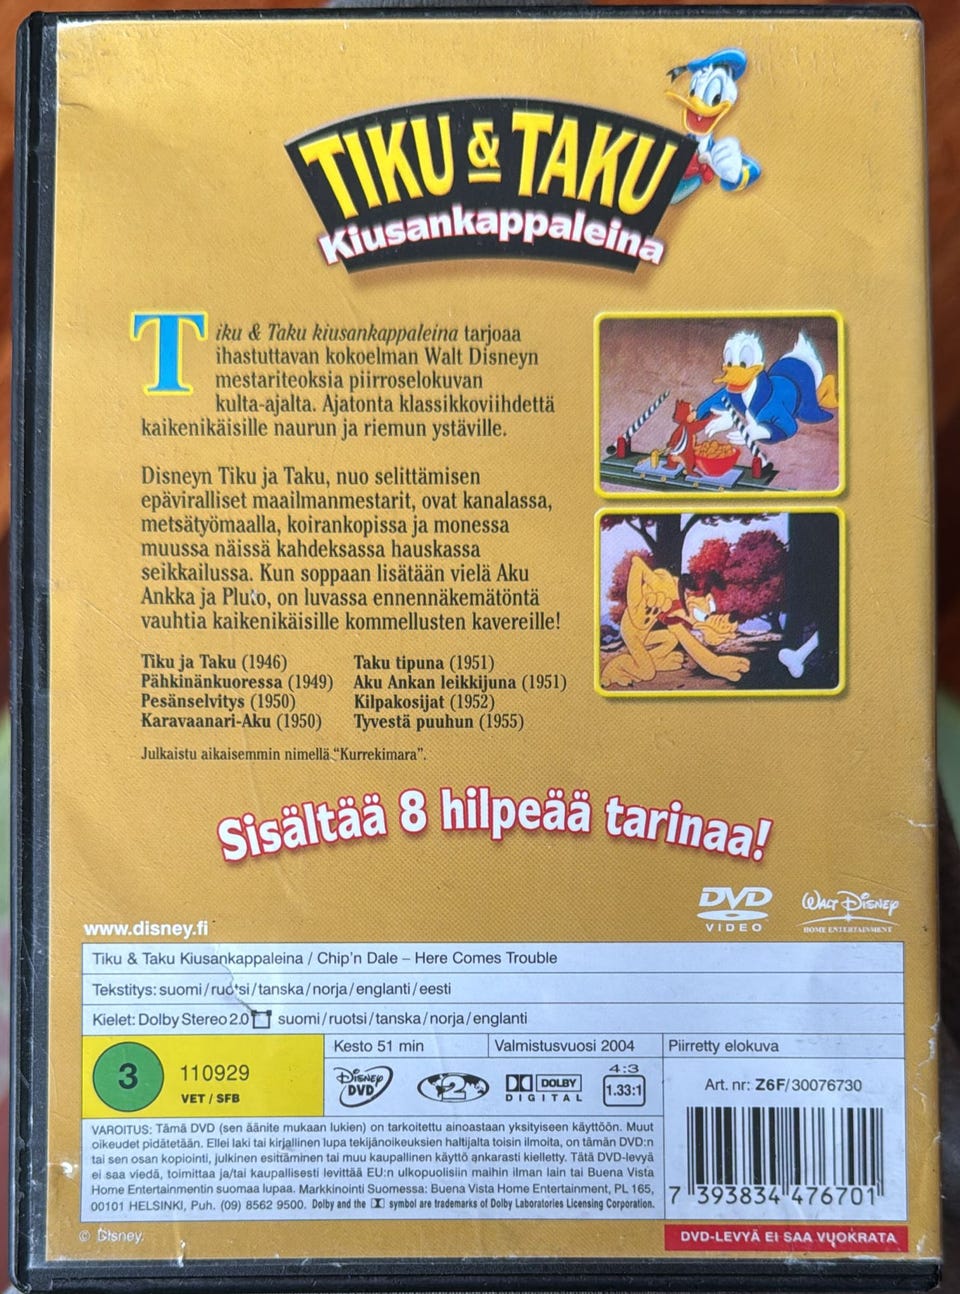 TIKU & TAKU
Kiusankappaleina
Tiku & Taku kiusankappaleina tarjoaa
ihastuttavan kokoelman Walt Disneyn
mestariteoksia piirroselokuvan
kulta-ajalta. Ajatonta klassikkoviihdettä
kaikenikäisille naurun ja riemun ystäville.
Disneyn Tiku ja Taku, nuo selittämisen
epäviralliset maailmanmestarit, ovat kanalassa,
metsätyömaalla, koirankopissa ja monessa
muussa näissä kahdeksassa hauskassa
seikkailussa. Kun soppaan lisätään vielä Aku
Ankka ja Pluto, on luvassa ennennäkemätöntä
vauhtia kaikenikäisille kommellusten kavereille!
Tiku ja Taku (1946)
Pähkinänkuoressa (1949)
Pesänselvitys (1950)
Karavaanari-Aku (1950)
Taku tipuna (1951)
Aku Ankan leikkijuna (1951)
Kilpakosijat (1952)
Tyvestä puuhun (1955)
Julkaistu aikaisemmin nimellä "Kurrekimara".
Sisältää 8 hilpeää tarinaa!
DVD
VIDEO
WALT DISNEY
HOME ENTERTAINMENT
www.disney.fi
Tiku & Taku Kiusankappaleina / Chip'n Dale – Here Comes Trouble
Tekstitys: suomi/ruotsi/tanska/norja/englanti/eesti
Kielet: Dolby Stereo 2.0 suomi/ruotsi/tanska/norja/englanti
3
110929
VET / SFB
Kesto 51 min
Valmistusvuosi 2004
Piirretty elokuva
DISNEY
DVD
2
DOLBY
DIGITAL
4:3
1.33:1
Art. nr: Z6F/30076730
VAROITUS: Tämä DVD (sen äänite mukaan lukien) on tarkoitettu ainoastaan yksityiseen käyttöön. Muut
oikeudet pidätetään. Ellei laki tai kirjallinen lupa tekijänoikeuksien haltijalta toisin ilmoita, on tämän DVD:n
tai sen osan kopiointi, julkinen esittäminen tai muu kaupallinen käyttö ankarasti kielletty. Tätä DVD-levyä
ei saa viedä, toimittaa ja/tai kaupallisesti levittää EU:n ulkopuolisiin maihin ilman lain tai Buena Vista
Home Entertainmentin suomaa lupaa. Markkinointi Suomessa: Buena Vista Home Entertainment, PL 165,
00101 HELSINKI, Puh. (09) 8562 9500. Dolby and the symbol are trademarks of Dolby Laboratories Licensing Corporation.
7 393834 476701
© Disney.
DVD-LEVYÄ EI SAA VUOKRATA